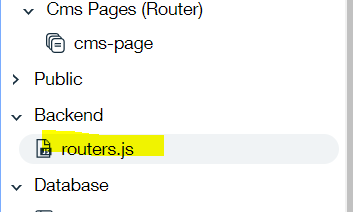 Cms Pages (Router)
cms-page
Public
Backend
routers.js
Database